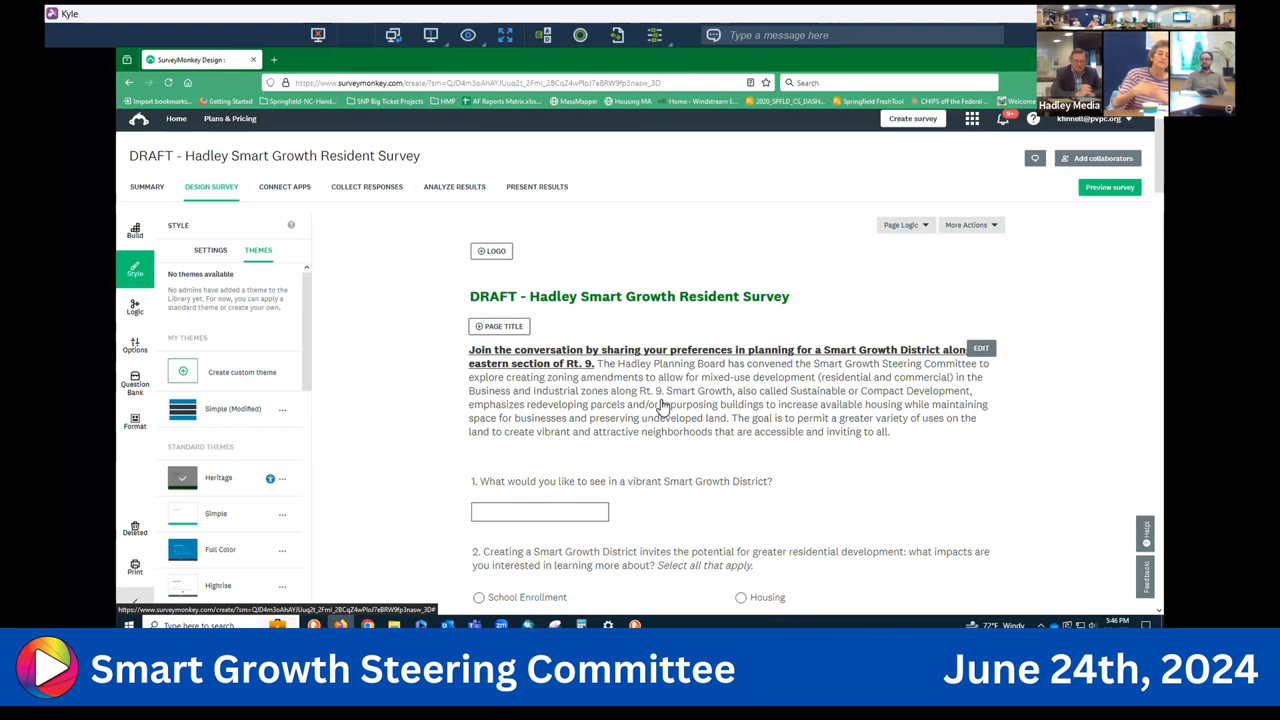 Kyle
Type a message here
SurveyMonkey Design :
https://www.surveymonkey.com/create/?sm=QJD4m3oAhAYJUuq2t_2FmI_2BCqZ4wPIoJ7eBRW9fp3nasw_3D
Search
Import bookmarks...
Getting Started
Springfield-NC-Hand...
SNP Big Ticket Projects
HMP
AF Reports Matrix.xlsx...
MassMapper
Housing MA
Home - Windstream E...
2020_SPFLD_CS_DASH...
Springfield FreshTool
CHIPS off the Federal ...
Welcome
Hadley Media
Home
Plans & Pricing
Create survey
9+
kfinnell@pvpc.org
DRAFT - Hadley Smart Growth Resident Survey
Add collaborators
SUMMARY
DESIGN SURVEY
CONNECT APPS
COLLECT RESPONSES
ANALYZE RESULTS
PRESENT RESULTS
Preview survey
Build
Style
Logic
Options
Question
Bank
Format
Deleted
Print
STYLE
SETTINGS
THEMES
No themes available
No admins have added a theme to the
Library yet. For now, you can apply a
standard theme or create your own.
MY THEMES
Create custom theme
Simple (Modified)
STANDARD THEMES
Heritage
Simple
Full Color
Highrise
Page Logic
More Actions
LOGO
DRAFT - Hadley Smart Growth Resident Survey
PAGE TITLE
EDIT
Join the conversation by sharing your preferences in planning for a Smart Growth District along
eastern section of Rt. 9. The Hadley Planning Board has convened the Smart Growth Steering Committee to
explore creating zoning amendments to allow for mixed-use development (residential and commercial) in the
Business and Industrial zones along Rt. 9. Smart Growth, also called Sustainable or Compact Development,
emphasizes redeveloping parcels and/or repurposing buildings to increase available housing while maintaining
space for businesses and preserving undeveloped land. The goal is to permit a greater variety of uses on the
land to create vibrant and attractive neighborhoods that are accessible and inviting to all.
1. What would you like to see in a vibrant Smart Growth District?
2. Creating a Smart Growth District invites the potential for greater residential development: what impacts are
you interested in learning more about? Select all that apply.
School Enrollment
Housing
Help!
Feedback!
https://www.surveymonkey.com/create/?sm=QJD4m3oAhAYJUuq2t_2FmI_2BCqZ4wPIoJ7eBRW9fp3nasw_3D#
Type here to search
72°F Windy
5:46 PM
Smart Growth Steering Committee
June 24th, 2024